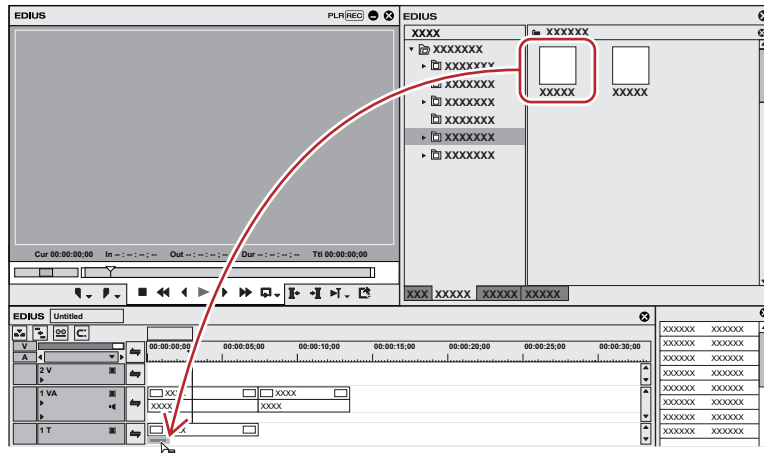 EDIUS PLR REC
Cur 00:00:00;00 In -- : -- : -- ; -- Out -- : -- : -- ; -- Dur -- : -- : -- ; -- Ttl 00:00:00;00
EDIUS
XXXX
XXXXXXX
XXXXXXX
XXXXXXX
XXXXXXX
XXXXXXX
XXXXXXX
XXXXXXX
XXXXXX
XXXXX XXXXX
XXX XXXXX XXXXX XXXXX
EDIUS Untitled
V
A
00:00:00;00 00:00:05;00 00:00:10;00 00:00:15;00 00:00:20;00 00:00:25;00 00:00:30;00
2 V
1 VA
XXXX
XXXX XXXX
1 T
XXXXXX XXXXXX
XXXXXX XXXXXX
XXXXXX XXXXXX
XXXXXX XXXXXX
XXXXXX XXXXXX
XXXXXX XXXXXX
XXXXXX XXXXXX
XXXXXX XXXXXX